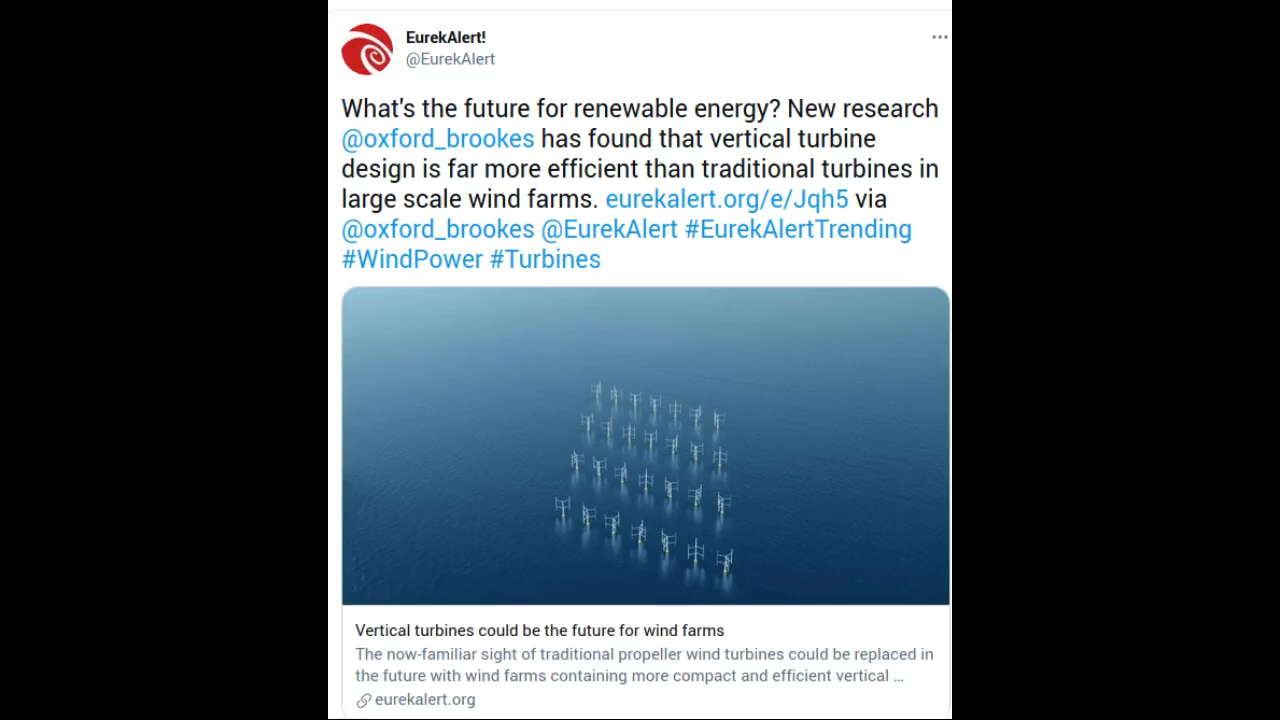 EurekAlert!
@EurekAlert
What's the future for renewable energy? New research
@oxford_brookes has found that vertical turbine
design is far more efficient than traditional turbines in
large scale wind farms. eurekalert.org/e/Jqh5 via
@oxford_brookes @EurekAlert #EurekAlertTrending
#WindPower #Turbines
Vertical turbines could be the future for wind farms
The now-familiar sight of traditional propeller wind turbines could be replaced in
the future with wind farms containing more compact and efficient vertical ...
eurekalert.org